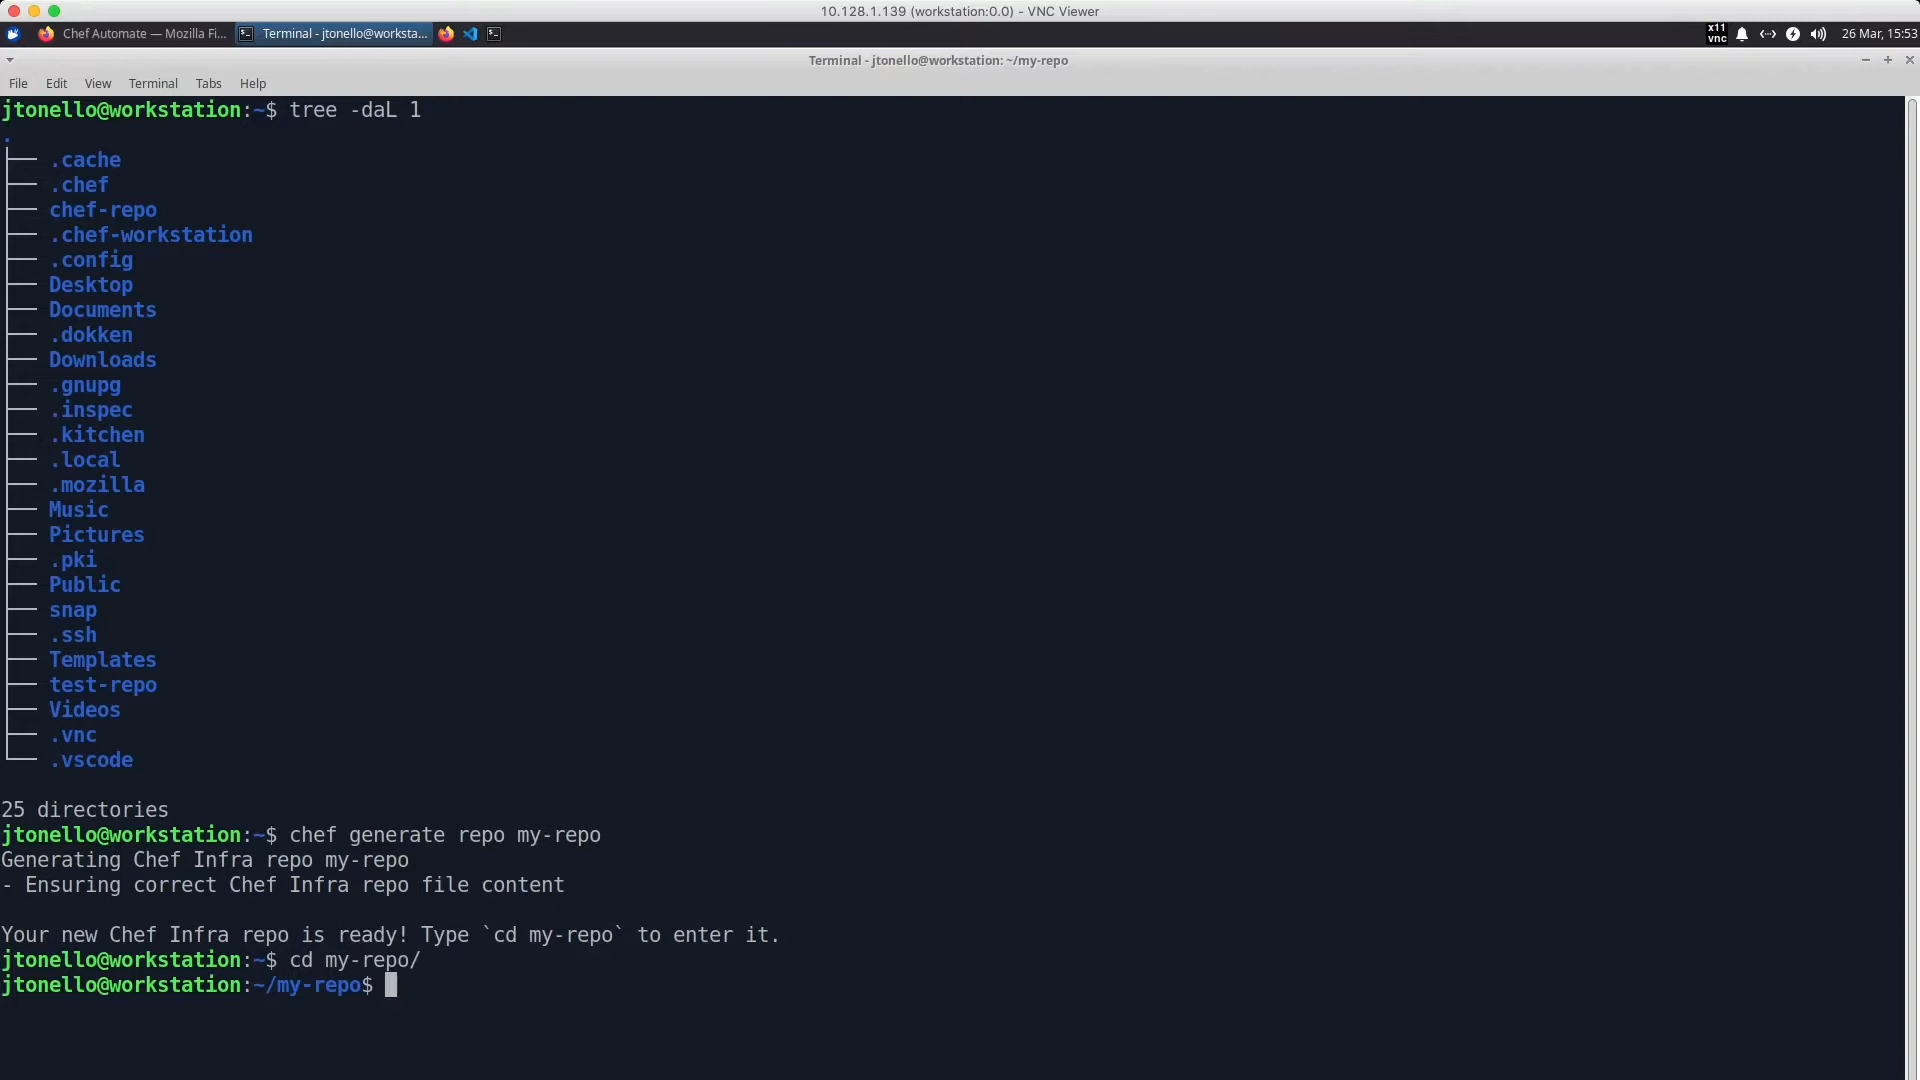 10.128.1.139 (workstation:0.0) - VNC Viewer
Chef Automate — Mozilla Fi...
Terminal - jtonello@worksta...
x11
vnc
26 Mar, 15:53
Terminal - jtonello@workstation: ~/my-repo
File Edit View Terminal Tabs Help
jtonello@workstation:~$ tree -daL 1
.
├── .cache
├── .chef
├── chef-repo
├── .chef-workstation
├── .config
├── Desktop
├── Documents
├── .dokken
├── Downloads
├── .gnupg
├── .inspec
├── .kitchen
├── .local
├── .mozilla
├── Music
├── Pictures
├── .pki
├── Public
├── snap
├── .ssh
├── Templates
├── test-repo
├── Videos
├── .vnc
└── .vscode
25 directories
jtonello@workstation:~$ chef generate repo my-repo
Generating Chef Infra repo my-repo
- Ensuring correct Chef Infra repo file content
Your new Chef Infra repo is ready! Type `cd my-repo` to enter it.
jtonello@workstation:~$ cd my-repo/
jtonello@workstation:~/my-repo$